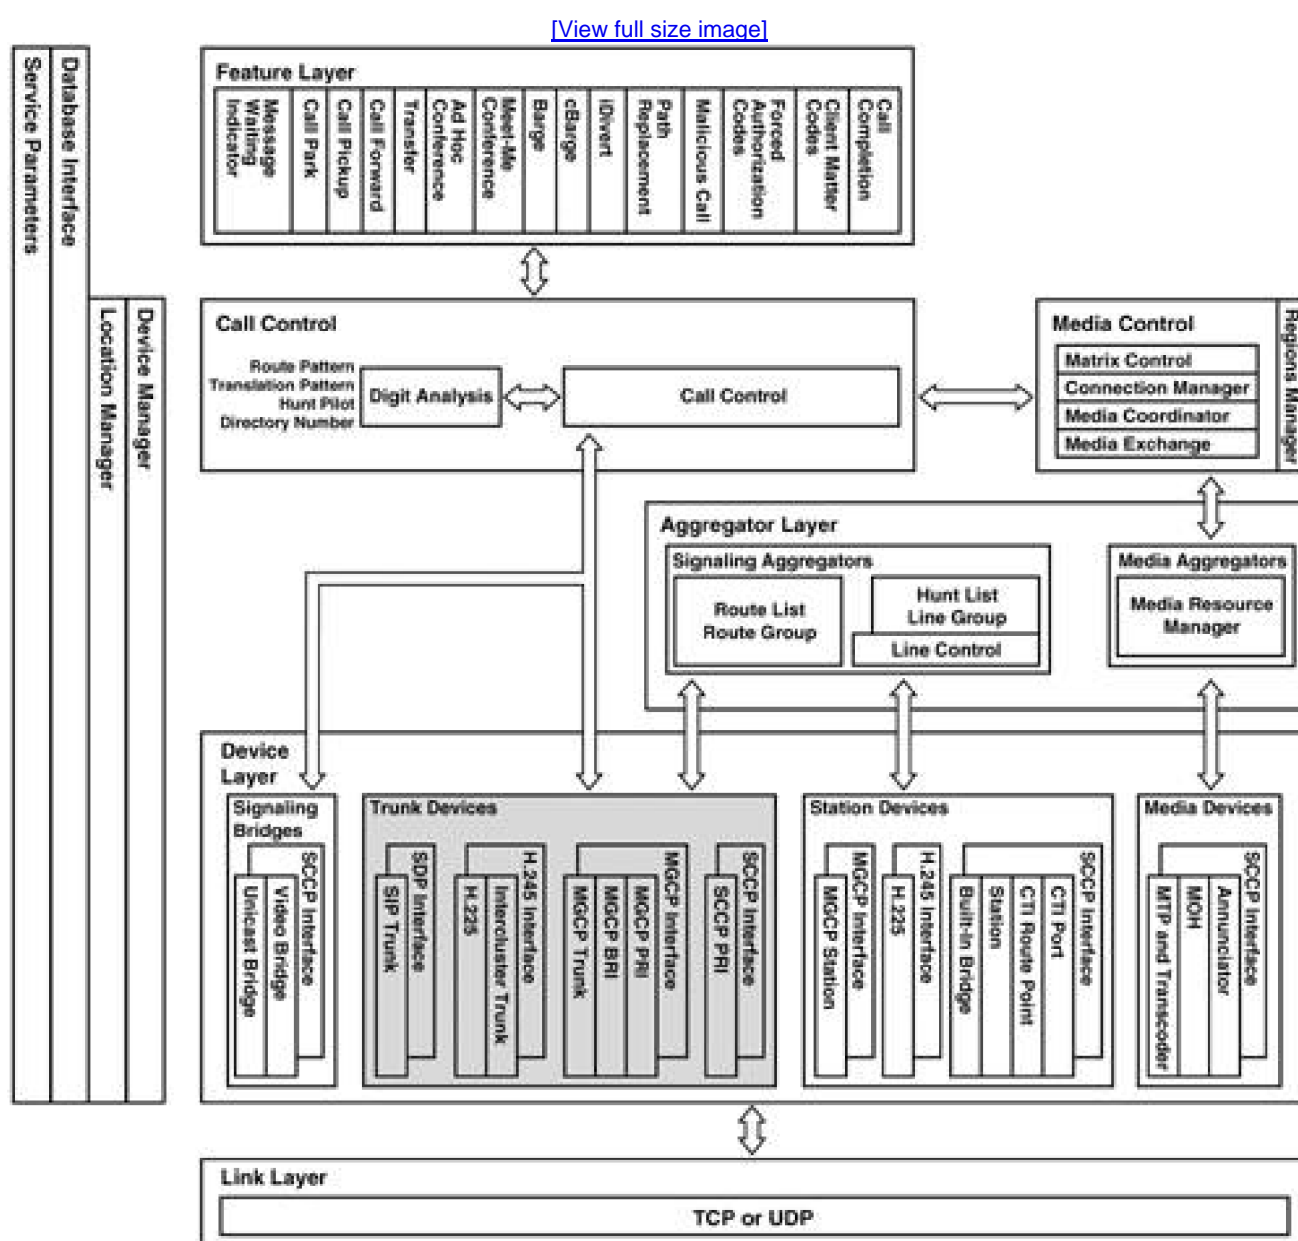 [View full size image]
Service Parameters
Database Interface
Location Manager
Device Manager
Feature Layer
Message
Waiting
Indicator
Call Park
Call Pickup
Call Forward
Transfer
Ad Hoc
Conference
Meet-Me
Conference
Barge
cBarge
iDivert
Path
Replacement
Malicious Call
Forced
Authorization
Codes
Client Matter
Codes
Call
Completion
Call Control
Route Pattern
Translation Pattern
Hunt Pilot
Directory Number
Digit Analysis
Call Control
Media Control
Matrix Control
Connection Manager
Media Coordinator
Media Exchange
Regions Manager
Aggregator Layer
Signaling Aggregators
Route List
Route Group
Hunt List
Line Group
Line Control
Media Aggregators
Media Resource
Manager
Device
Layer
Signaling
Bridges
SCCP Interface
Video Bridge
Unicast Bridge
Trunk Devices
SDP Interface
SIP Trunk
H.245 Interface
Intercluster Trunk
H.225
MGCP Interface
MGCP PRI
MGCP BRI
MGCP Trunk
SCCP Interface
SCCP PRI
Station Devices
MGCP Interface
MGCP Station
H.245 Interface
H.225
SCCP Interface
CTI Port
CTI Route Point
Station
Built-In Bridge
Media Devices
SCCP Interface
Annunciator
MOH
MTP and Transcoder
Link Layer
TCP or UDP